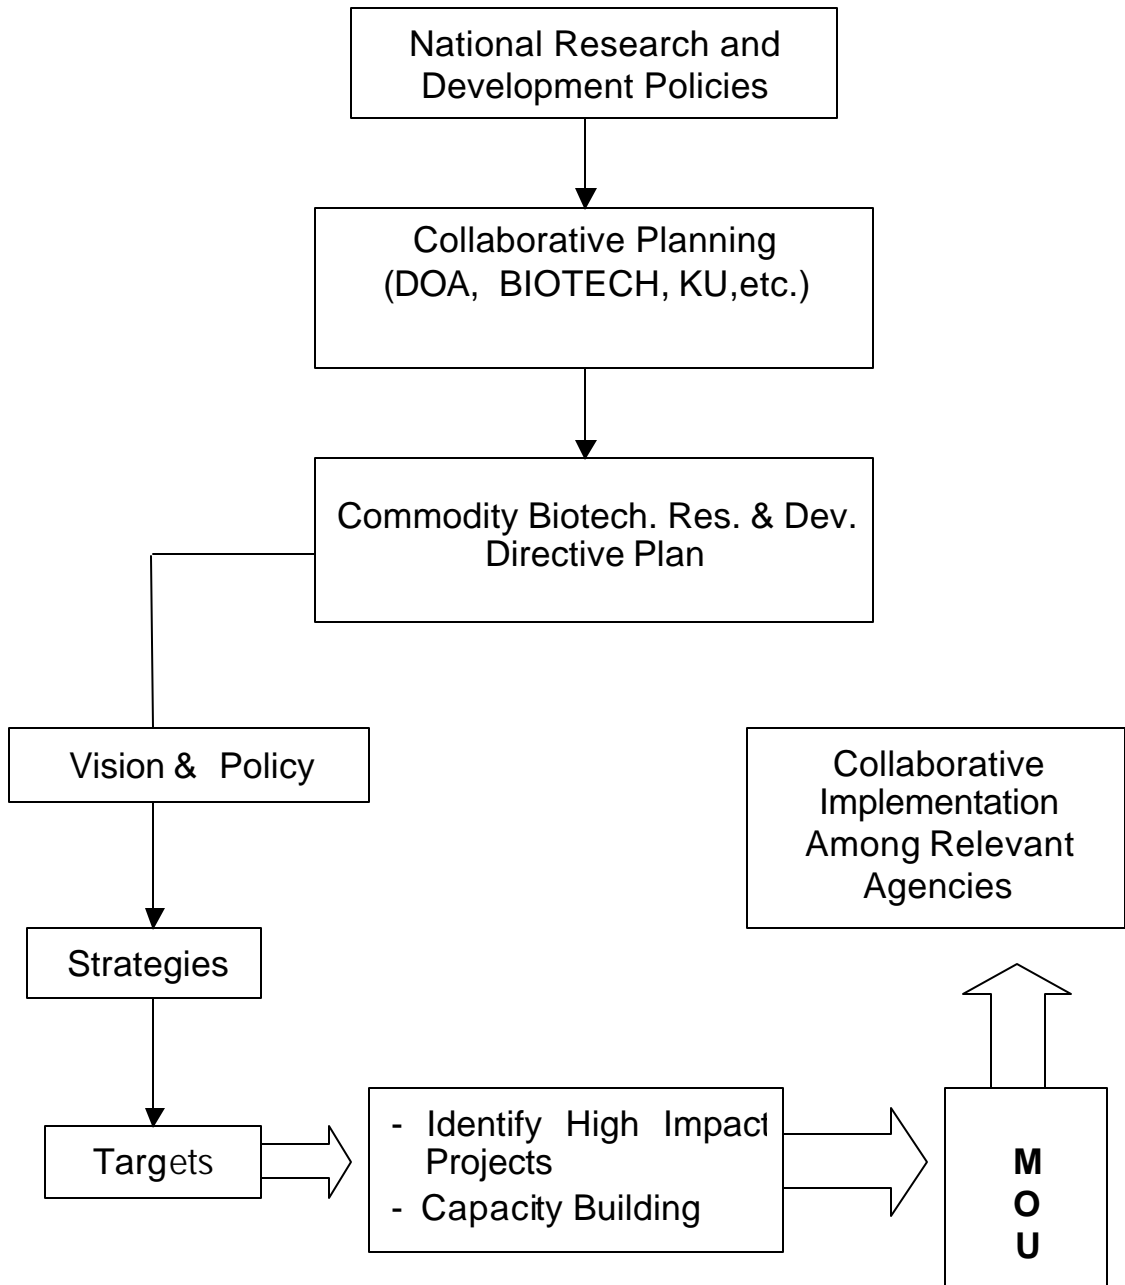 National Research and
Development Policies
Collaborative Planning
(DOA, BIOTECH, KU,etc.)
Commodity Biotech. Res. & Dev.
Directive Plan
Vision & Policy
Collaborative
Implementation
Among Relevant
Agencies
Strategies
Targets
- Identify High Impact
Projects
- Capacity Building
M
O
U